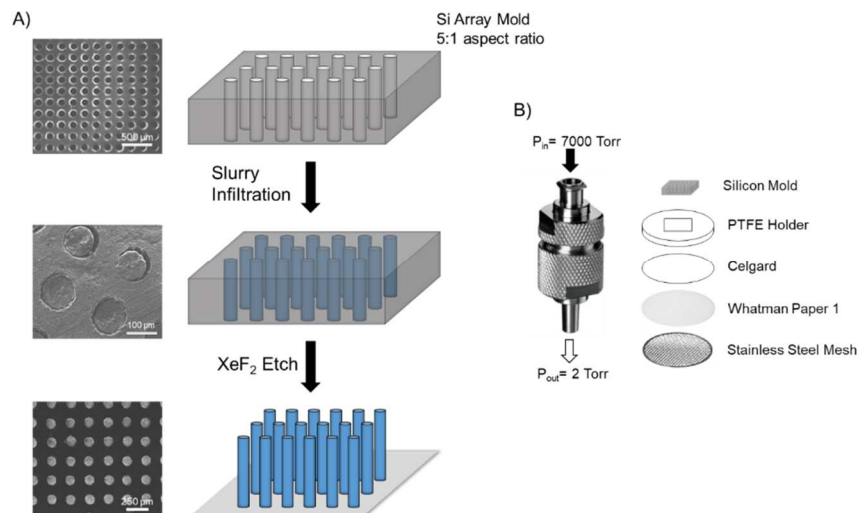 A)
Si Array Mold
5:1 aspect ratio
500 µm
Slurry
Infiltration
100 µm
XeF₂ Etch
250 µm
B)
Pin= 7000 Torr
Pout= 2 Torr
Silicon Mold
PTFE Holder
Celgard
Whatman Paper 1
Stainless Steel Mesh